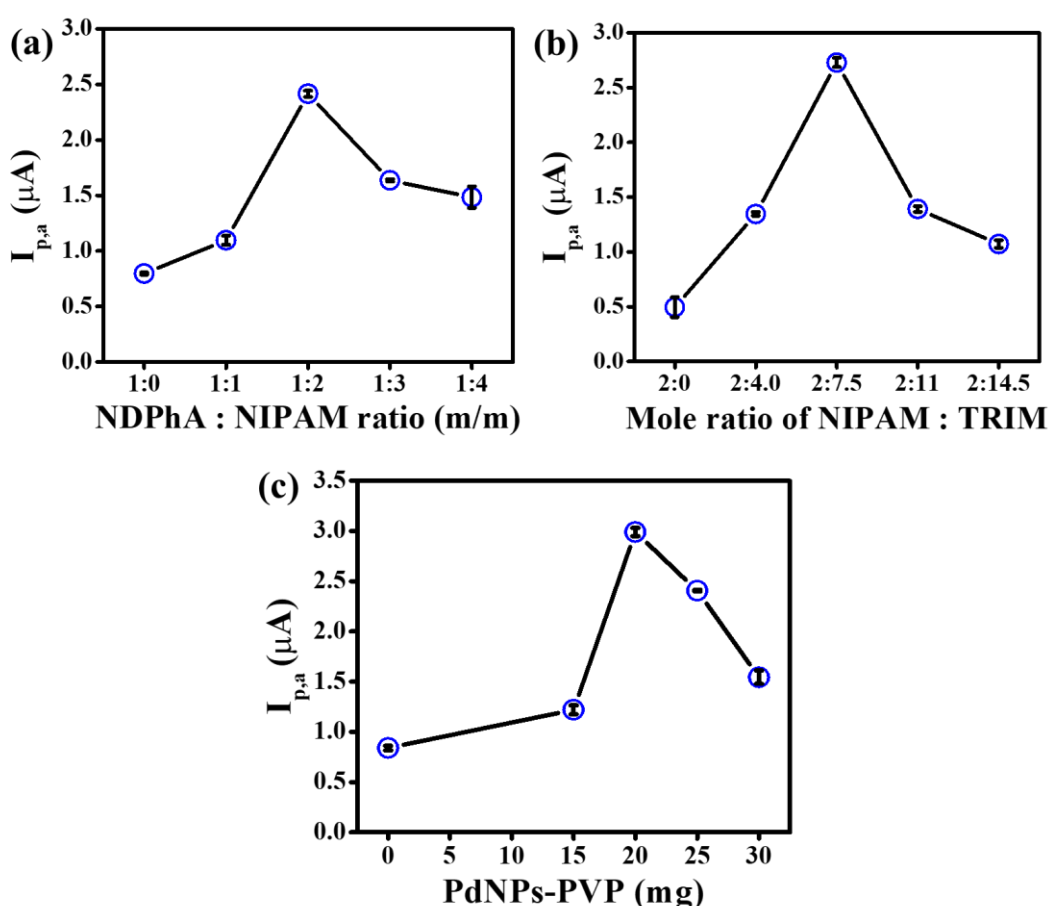 (a)
3.0
2.5
2.0
1.5
1.0
0.5
0.0
I p,a (μA)
1:0 1:1 1:2 1:3 1:4
NDPhA : NIPAM ratio (m/m)
(b)
3.0
2.5
2.0
1.5
1.0
0.5
0.0
I p,a (μA)
2:0 2:4.0 2:7.5 2:11 2:14.5
Mole ratio of NIPAM : TRIM
(c)
3.5
3.0
2.5
2.0
1.5
1.0
0.5
0.0
I p,a (μA)
0 5 10 15 20 25 30
PdNPs-PVP (mg)